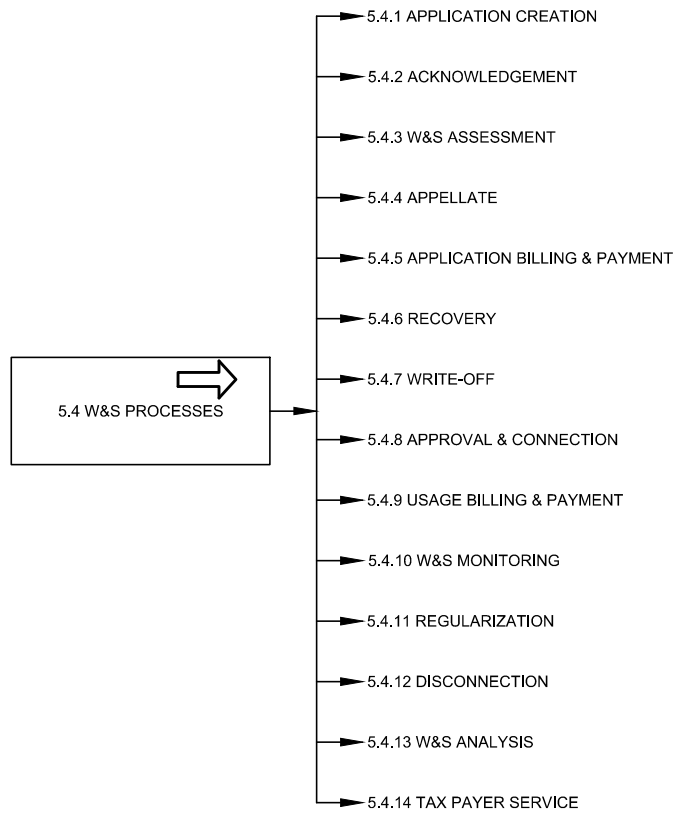 5.4.1 APPLICATION CREATION
5.4.2 ACKNOWLEDGEMENT
5.4.3 W&S ASSESSMENT
5.4.4 APPELLATE
5.4.5 APPLICATION BILLING & PAYMENT
5.4.6 RECOVERY
5.4.7 WRITE-OFF
5.4 W&S PROCESSES
5.4.8 APPROVAL & CONNECTION
5.4.9 USAGE BILLING & PAYMENT
5.4.10 W&S MONITORING
5.4.11 REGULARIZATION
5.4.12 DISCONNECTION
5.4.13 W&S ANALYSIS
5.4.14 TAX PAYER SERVICE